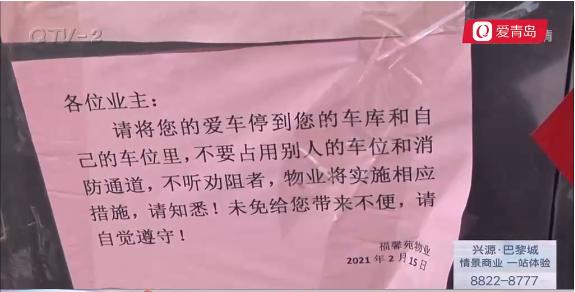 QTV-2
爱青岛
各位业主：
请将您的爱车停到您的车库和自
己的车位里，不要占用别人的车位和消
防通道，不听劝阻者，物业将实施相应
措施，请知悉！未免给您带来不便，请
自觉遵守！
福馨苑物业
2021年2月15日
兴源·巴黎城
情景商业 一站体验
8822-8777